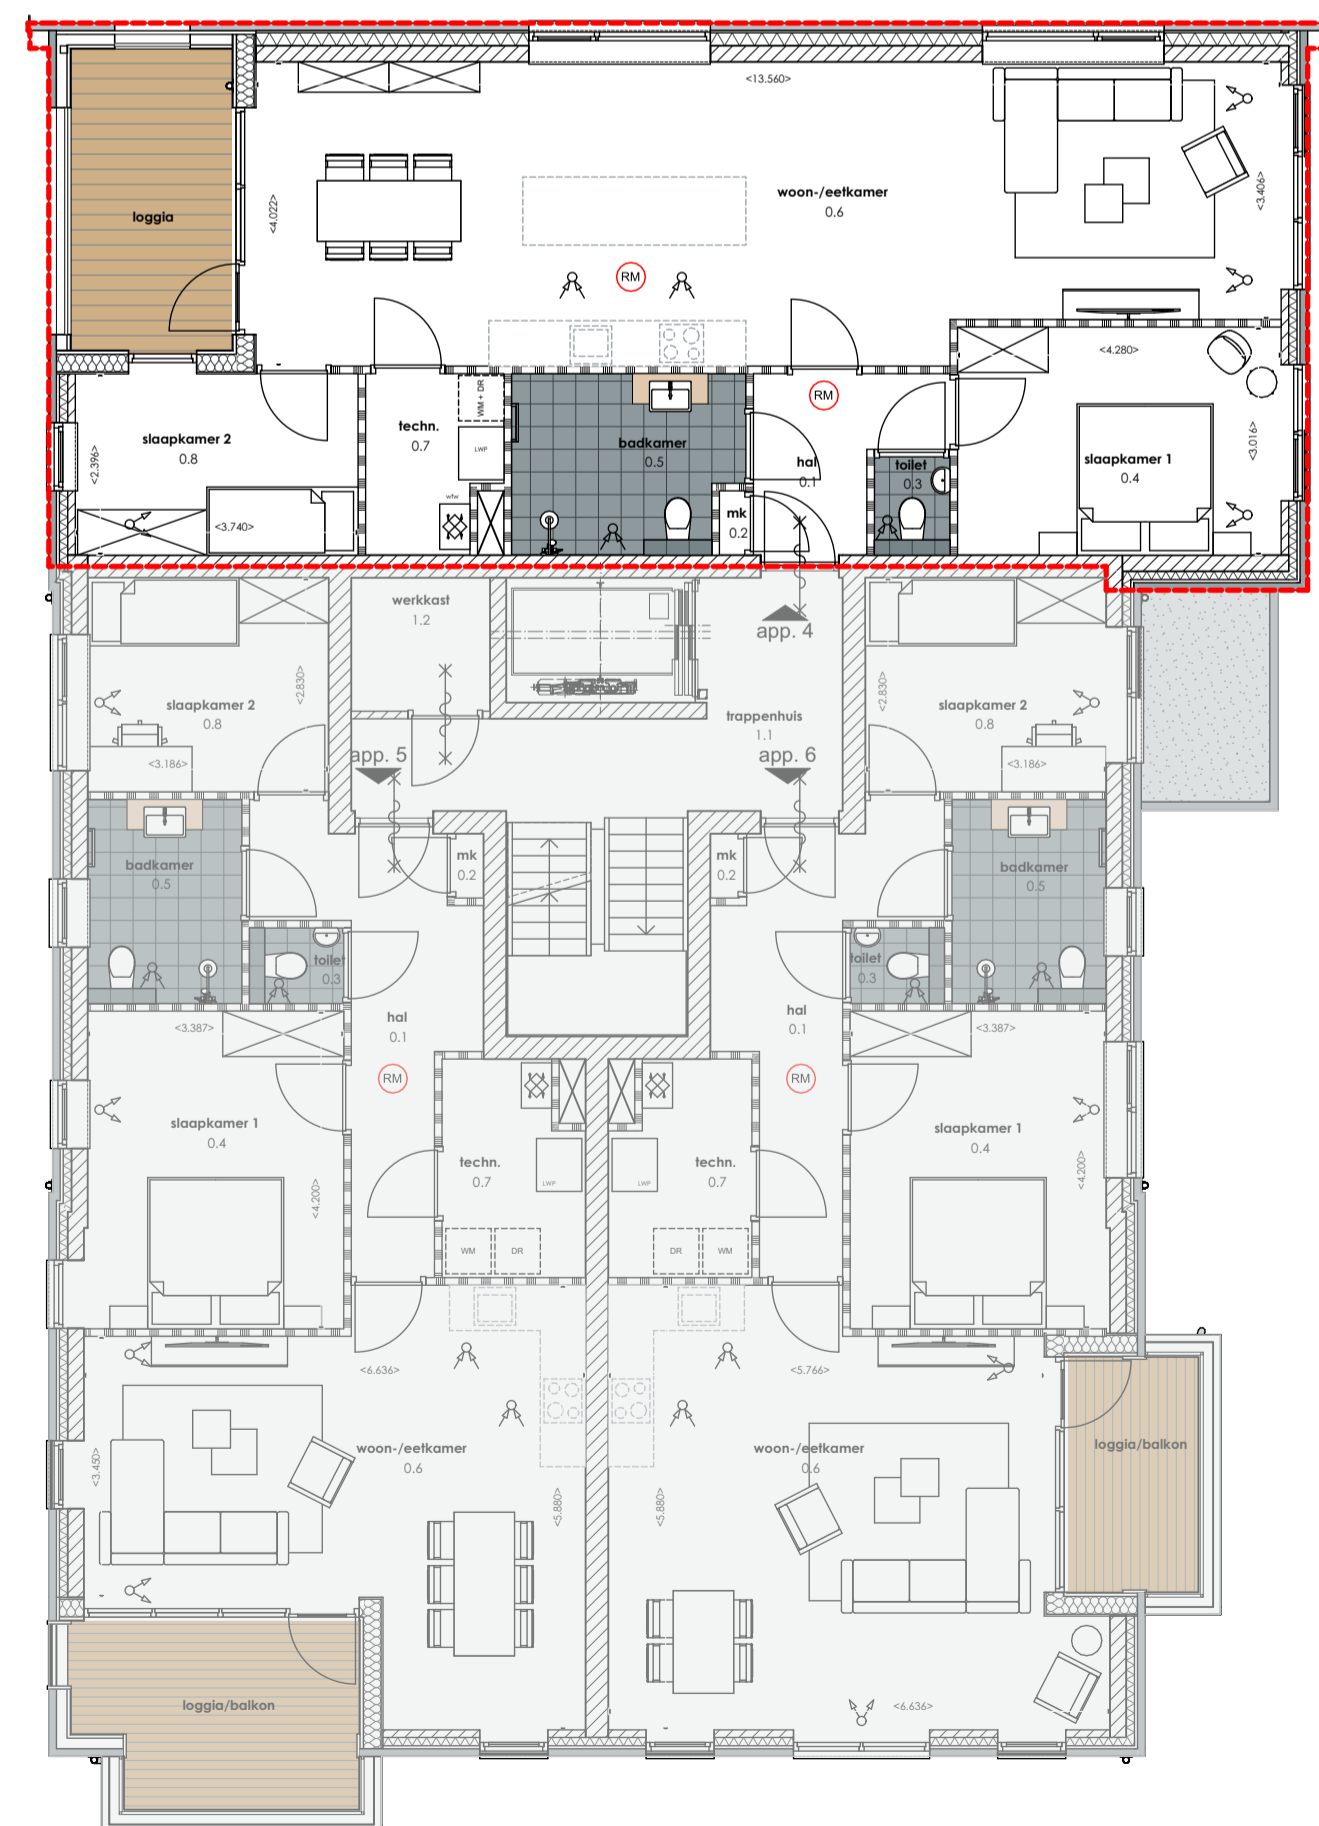 <13.560>
woon-/eetkamer
0.6
<3.406>
<4.022>
loggia
RM
<4.280>
RM
WM + DR
techn.
0.7
LWP
wtw
badkamer
0.5
slaapkamer 2
0.8
<2.396>
<3.740>
hal
0.1
toilet
0.3
mk
0.2
slaapkamer 1
0.4
<3.016>
werkkast
1.2
app. 4
slaapkamer 2
0.8
<2.830>
<3.186>
trappenhuis
1.1
app. 5
app. 6
<2.830>
slaapkamer 2
0.8
<3.186>
badkamer
0.5
mk
0.2
mk
0.2
badkamer
0.5
toilet
0.3
toilet
0.3
hal
0.1
hal
0.1
<3.387>
<3.387>
RM
RM
slaapkamer 1
0.4
<4.200>
slaapkamer 1
0.4
<4.200>
techn.
0.7
LWP
techn.
0.7
LWP
WM
DR
DR
WM
<6.636>
<5.766>
woon-/eetkamer
0.6
<3.450>
<5.880>
woon-/eetkamer
0.6
<5.880>
loggia/balkon
loggia/balkon
<6.636>